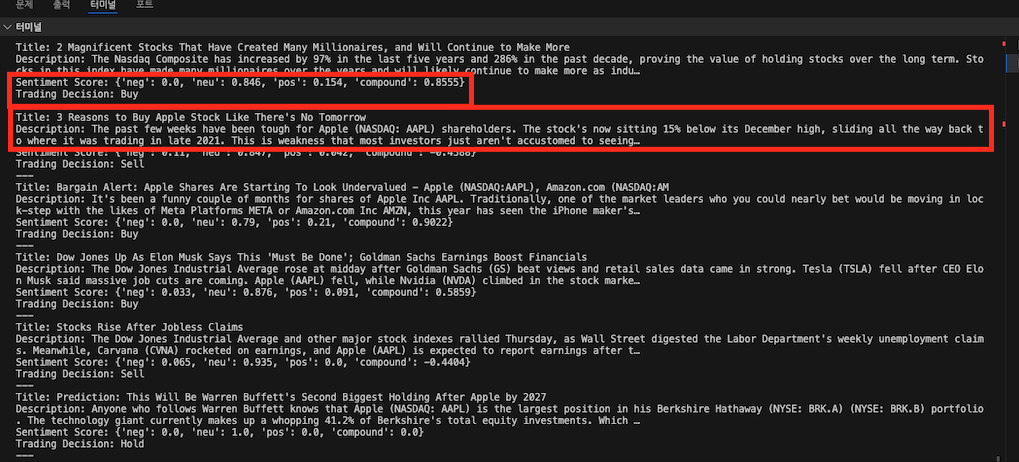 문제 출력 터미널 포트
터미널
Title: 2 Magnificent Stocks That Have Created Many Millionaires, and Will Continue to Make More
Description: The Nasdaq Composite has increased by 97% in the last five years and 286% in the past decade, proving the value of holding stocks over the long term. Sto
cks in this index have made many millionaires over the years and will likely continue to make more as indu…
Sentiment Score: {'neg': 0.0, 'neu': 0.846, 'pos': 0.154, 'compound': 0.8555}
Trading Decision: Buy
Title: 3 Reasons to Buy Apple Stock Like There's No Tomorrow
Description: The past few weeks have been tough for Apple (NASDAQ: AAPL) shareholders. The stock's now sitting 15% below its December high, sliding all the way back t
o where it was trading in late 2021. This is weakness that most investors just aren't accustomed to seeing…
Sentiment Score: {'neg': 0.11, 'neu': 0.847, 'pos': 0.042, 'compound': -0.4588}
Trading Decision: Sell
---
Title: Bargain Alert: Apple Shares Are Starting To Look Undervalued - Apple (NASDAQ:AAPL), Amazon.com (NASDAQ:AM
Description: It's been a funny couple of months for shares of Apple Inc AAPL. Traditionally, one of the market leaders who you could nearly bet would be moving in loc
k-step with the likes of Meta Platforms META or Amazon.com Inc AMZN, this year has seen the iPhone maker's…
Sentiment Score: {'neg': 0.0, 'neu': 0.79, 'pos': 0.21, 'compound': 0.9022}
Trading Decision: Buy
---
Title: Dow Jones Up As Elon Musk Says This 'Must Be Done'; Goldman Sachs Earnings Boost Financials
Description: The Dow Jones Industrial Average rose at midday after Goldman Sachs (GS) beat views and retail sales data came in strong. Tesla (TSLA) fell after CEO Elo
n Musk said massive job cuts are coming. Apple (AAPL) fell, while Nvidia (NVDA) climbed in the stock marke…
Sentiment Score: {'neg': 0.033, 'neu': 0.876, 'pos': 0.091, 'compound': 0.5859}
Trading Decision: Buy
---
Title: Stocks Rise After Jobless Claims
Description: The Dow Jones Industrial Average and other major stock indexes rallied Thursday, as Wall Street digested the Labor Department's weekly unemployment claim
s. Meanwhile, Carvana (CVNA) rocketed on earnings, and Apple (AAPL) is expected to report earnings after t…
Sentiment Score: {'neg': 0.065, 'neu': 0.935, 'pos': 0.0, 'compound': -0.4404}
Trading Decision: Sell
---
Title: Prediction: This Will Be Warren Buffett's Second Biggest Holding After Apple by 2027
Description: Anyone who follows Warren Buffett knows that Apple (NASDAQ: AAPL) is the largest position in his Berkshire Hathaway (NYSE: BRK.A) (NYSE: BRK.B) portfolio
. The technology giant currently makes up a whopping 41.2% of Berkshire's total equity investments. Which …
Sentiment Score: {'neg': 0.0, 'neu': 1.0, 'pos': 0.0, 'compound': 0.0}
Trading Decision: Hold
---